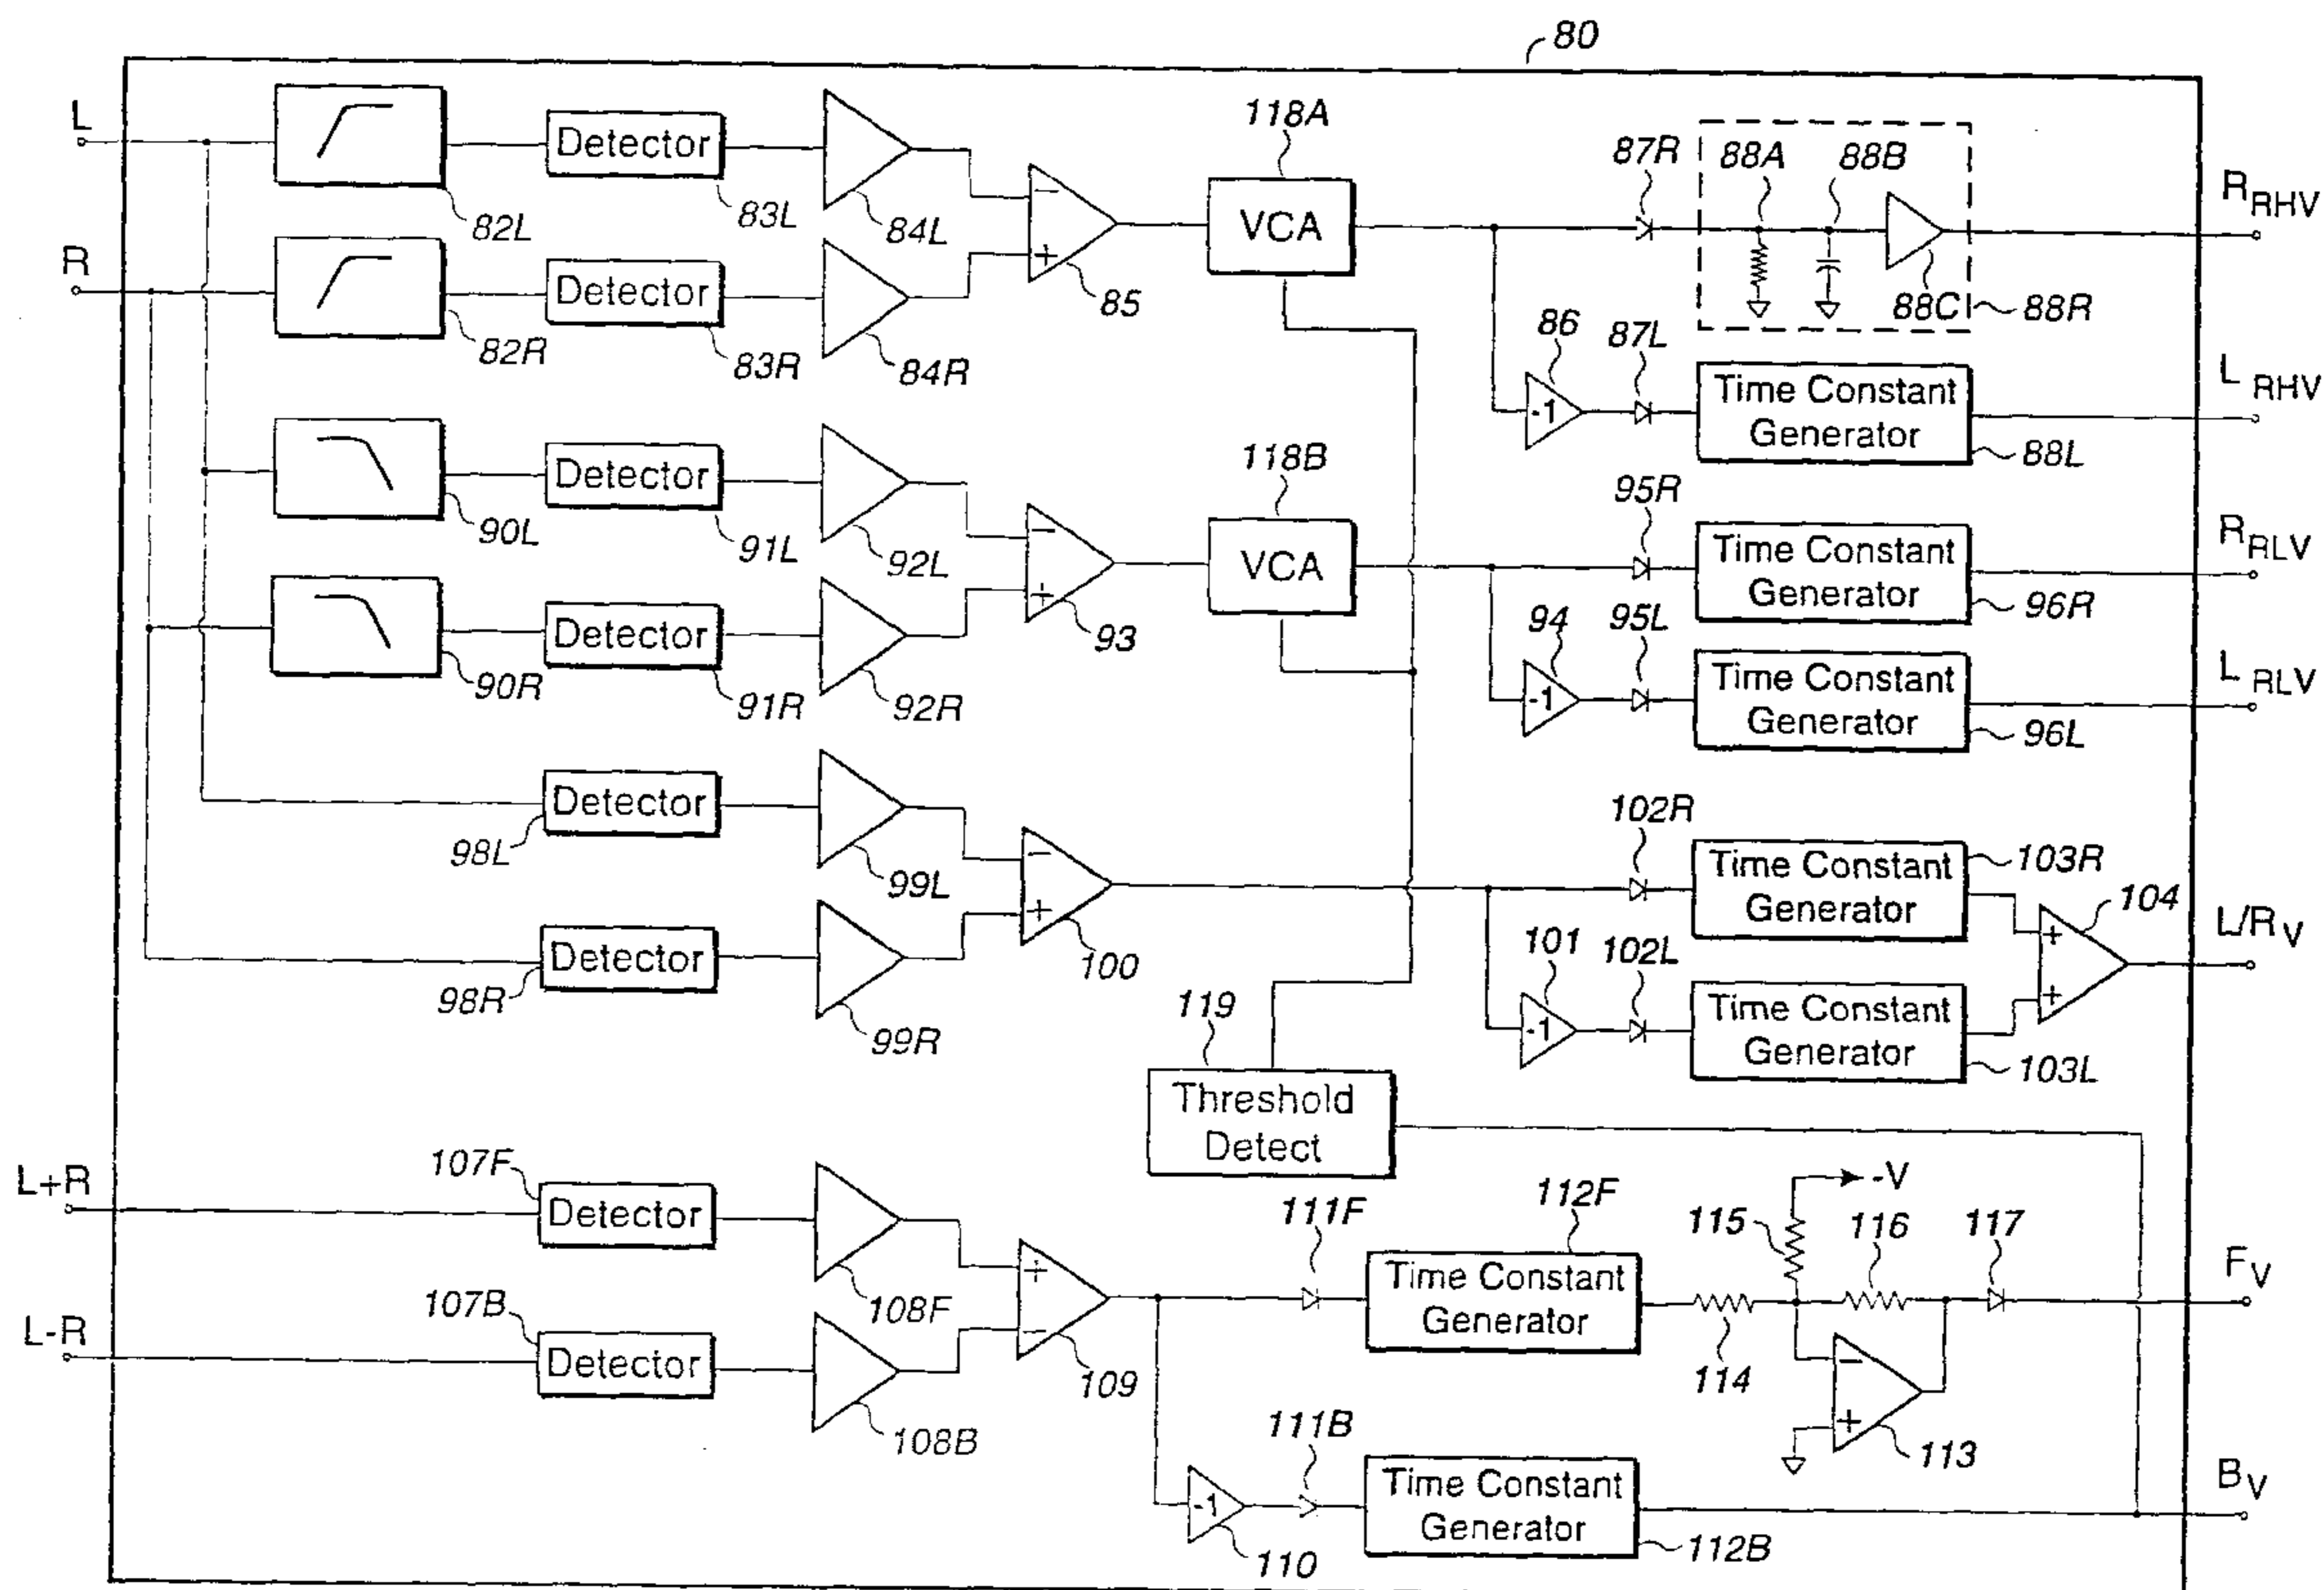 80
L
Detector
82L
83L
84L
118A
VCA
87R
88A
88B
88C
88R
RRHV
R
Detector
82R
83R
84R
−
+
85
86
-1
87L
Time Constant
Generator
88L
L RHV
Detector
90L
91L
92L
118B
VCA
95R
Time Constant
Generator
96R
RRLV
Detector
90R
91R
92R
−
+
93
94
-1
95L
Time Constant
Generator
96L
L RLV
Detector
98L
99L
−
+
100
102R
Time Constant
Generator
103R
104
+
+
L/RV
Detector
98R
99R
101
-1
102L
Time Constant
Generator
103L
119
Threshold
Detect
L+R
107F
Detector
108F
+
−
109
111F
112F
Time Constant
Generator
-V
115
116
117
114
−
+
113
FV
L-R
107B
Detector
108B
-1
110
111B
Time Constant
Generator
112B
BV